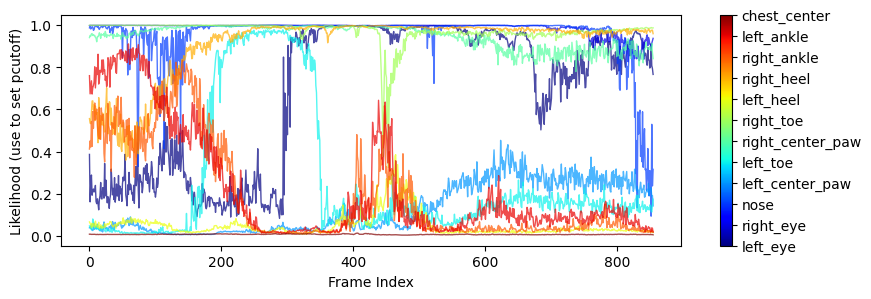 1.0
0.8
0.6
0.4
0.2
0.0
Likelihood (use to set pcutoff)
0
200
400
600
800
Frame Index
chest_center
left_ankle
right_ankle
right_heel
left_heel
right_toe
right_center_paw
left_toe
left_center_paw
nose
right_eye
left_eye